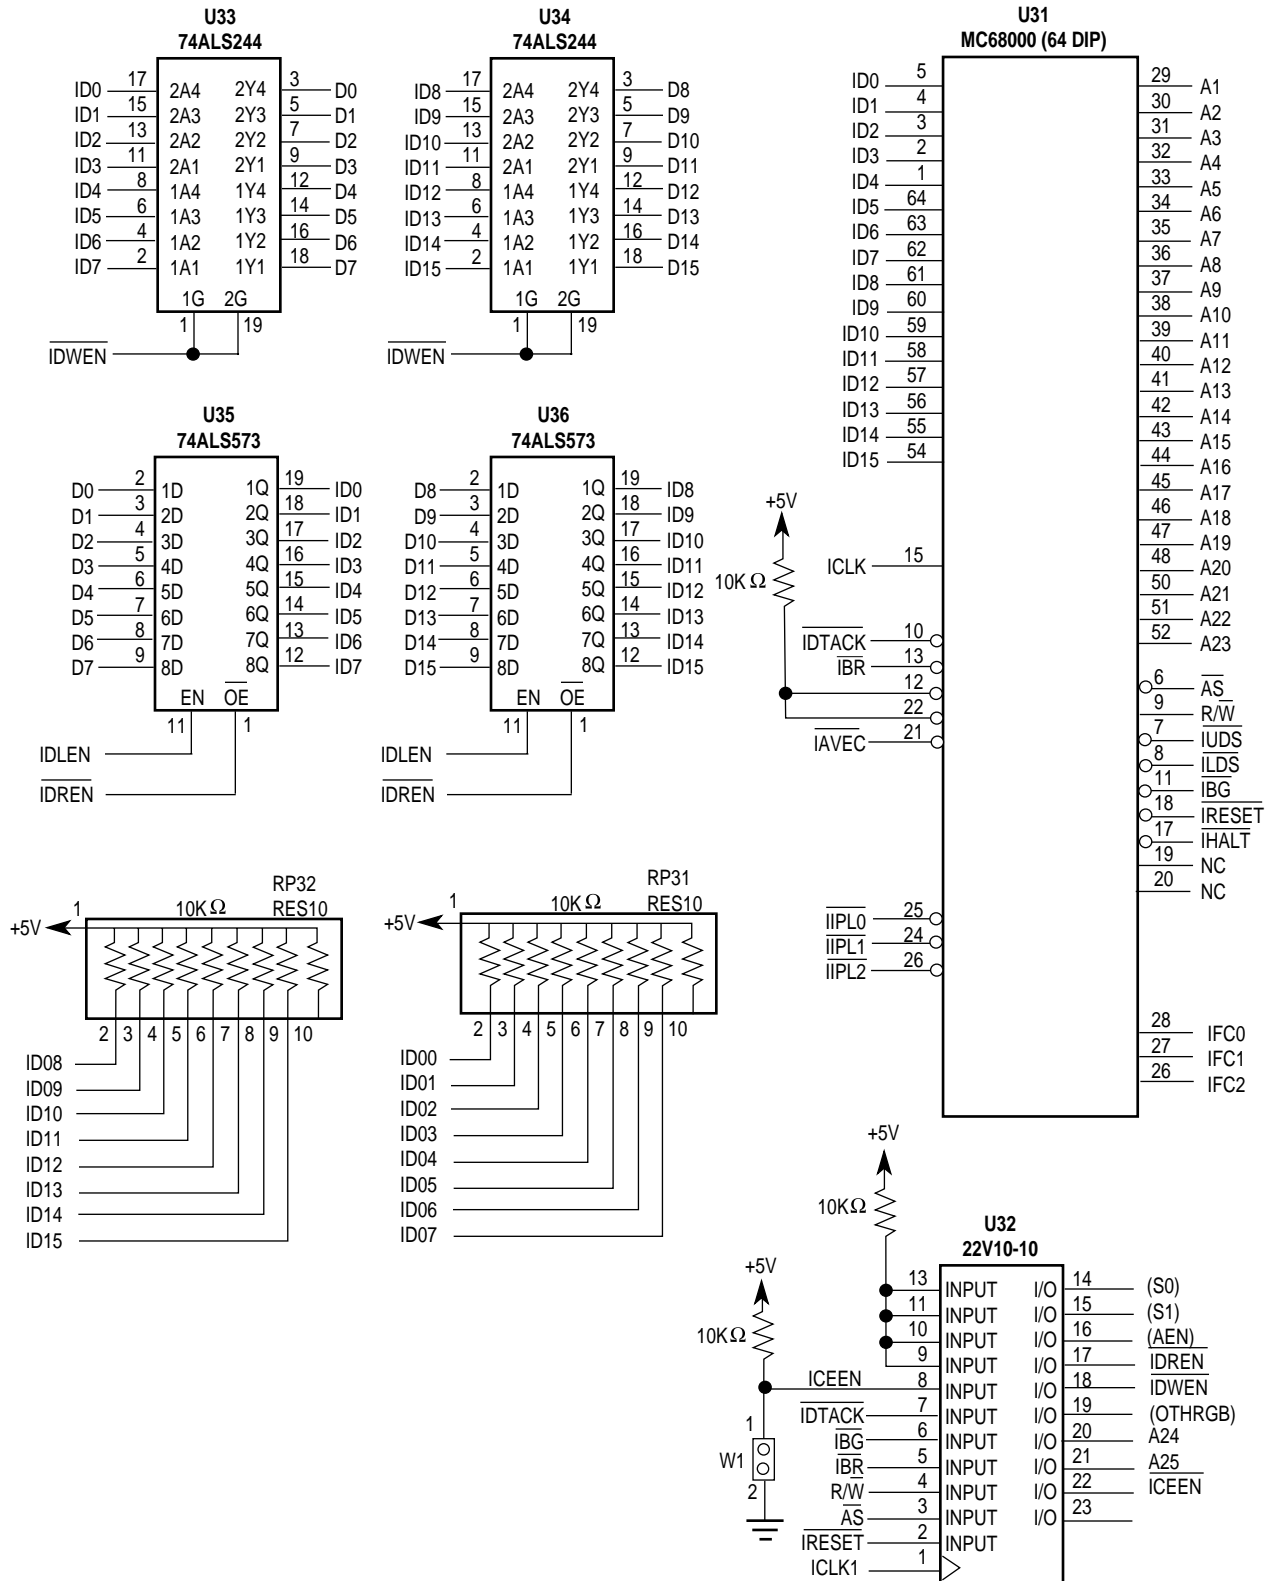 U33
74ALS244
ID0 17 2A4 2Y4 3 D0
ID1 15 2A3 2Y3 5 D1
ID2 13 2A2 2Y2 7 D2
ID3 11 2A1 2Y1 9 D3
ID4 8 1A4 1Y4 12 D4
ID5 6 1A3 1Y3 14 D5
ID6 4 1A2 1Y2 16 D6
ID7 2 1A1 1Y1 18 D7
1G 2G
1 19
IDWEN
U34
74ALS244
ID8 17 2A4 2Y4 3 D8
ID9 15 2A3 2Y3 5 D9
ID10 13 2A2 2Y2 7 D10
ID11 11 2A1 2Y1 9 D11
ID12 8 1A4 1Y4 12 D12
ID13 6 1A3 1Y3 14 D13
ID14 4 1A2 1Y2 16 D14
ID15 2 1A1 1Y1 18 D15
1G 2G
1 19
IDWEN
U35
74ALS573
D0 2 1D 1Q 19 ID0
D1 3 2D 2Q 18 ID1
D2 4 3D 3Q 17 ID2
D3 5 4D 4Q 16 ID3
D4 6 5D 5Q 15 ID4
D5 7 6D 6Q 14 ID5
D6 8 7D 7Q 13 ID6
D7 9 8D 8Q 12 ID7
EN OE
11 1
IDLEN
IDREN
U36
74ALS573
D8 2 1D 1Q 19 ID8
D9 3 2D 2Q 18 ID9
D10 4 3D 3Q 17 ID10
D11 5 4D 4Q 16 ID11
D12 6 5D 5Q 15 ID12
D13 7 6D 6Q 14 ID13
D14 8 7D 7Q 13 ID14
D15 9 8D 8Q 12 ID15
EN OE
11 1
IDLEN
IDREN
RP32
+5V 1 10KΩ RES10
2 3 4 5 6 7 8 9 10
ID08
ID09
ID10
ID11
ID12
ID13
ID14
ID15
RP31
+5V 1 10KΩ RES10
2 3 4 5 6 7 8 9 10
ID00
ID01
ID02
ID03
ID04
ID05
ID06
ID07
U31
MC68000 (64 DIP)
ID0 5
ID1 4
ID2 3
ID3 2
ID4 1
ID5 64
ID6 63
ID7 62
ID8 61
ID9 60
ID10 59
ID11 58
ID12 57
ID13 56
ID14 55
ID15 54
+5V
10KΩ
ICLK 15
IDTACK 10
IBR 13
12
22
IAVEC 21
IIPL0 25
IIPL1 24
IIPL2 26
29 A1
30 A2
31 A3
32 A4
33 A5
34 A6
35 A7
36 A8
37 A9
38 A10
39 A11
40 A12
41 A13
42 A14
43 A15
44 A16
45 A17
46 A18
47 A19
48 A20
50 A21
51 A22
52 A23
6 AS
9 R/W
7 IUDS
8 ILDS
11 IBG
18 IRESET
17 IHALT
19 NC
20 NC
28 IFC0
27 IFC1
26 IFC2
+5V
10KΩ
U32
22V10-10
+5V
10KΩ
13 INPUT I/O 14 (S0)
11 INPUT I/O 15 (S1)
10 INPUT I/O 16 (AEN)
9 INPUT I/O 17 IDREN
ICEEN 8 INPUT I/O 18 IDWEN
IDTACK 7 INPUT I/O 19 (OTHRGB)
IBG 6 INPUT I/O 20 A24
IBR 5 INPUT I/O 21 A25
R/W 4 INPUT I/O 22 ICEEN
AS 3 INPUT I/O 23
IRESET 2 INPUT
ICLK1 1
1
W1
2